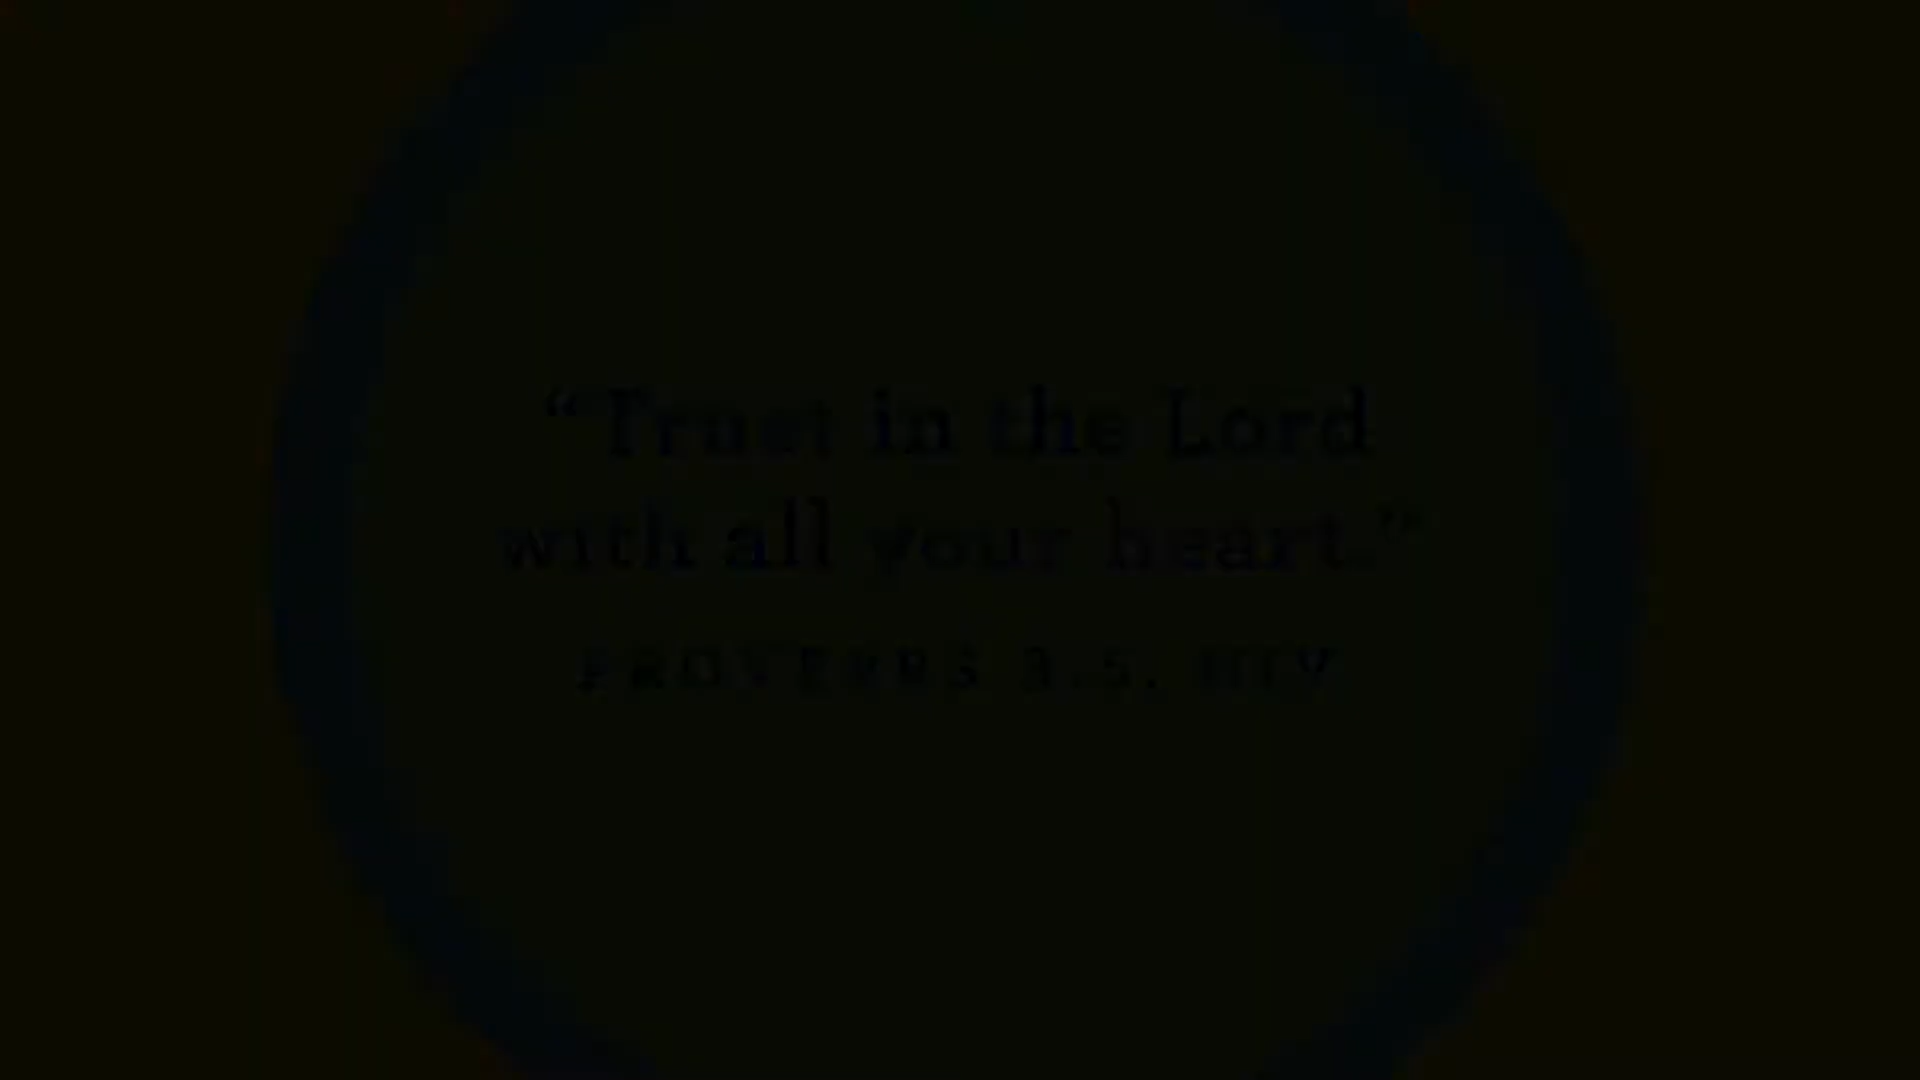 “Trust in the Lord
with all your heart.”
PROVERBS 3:5, NIV